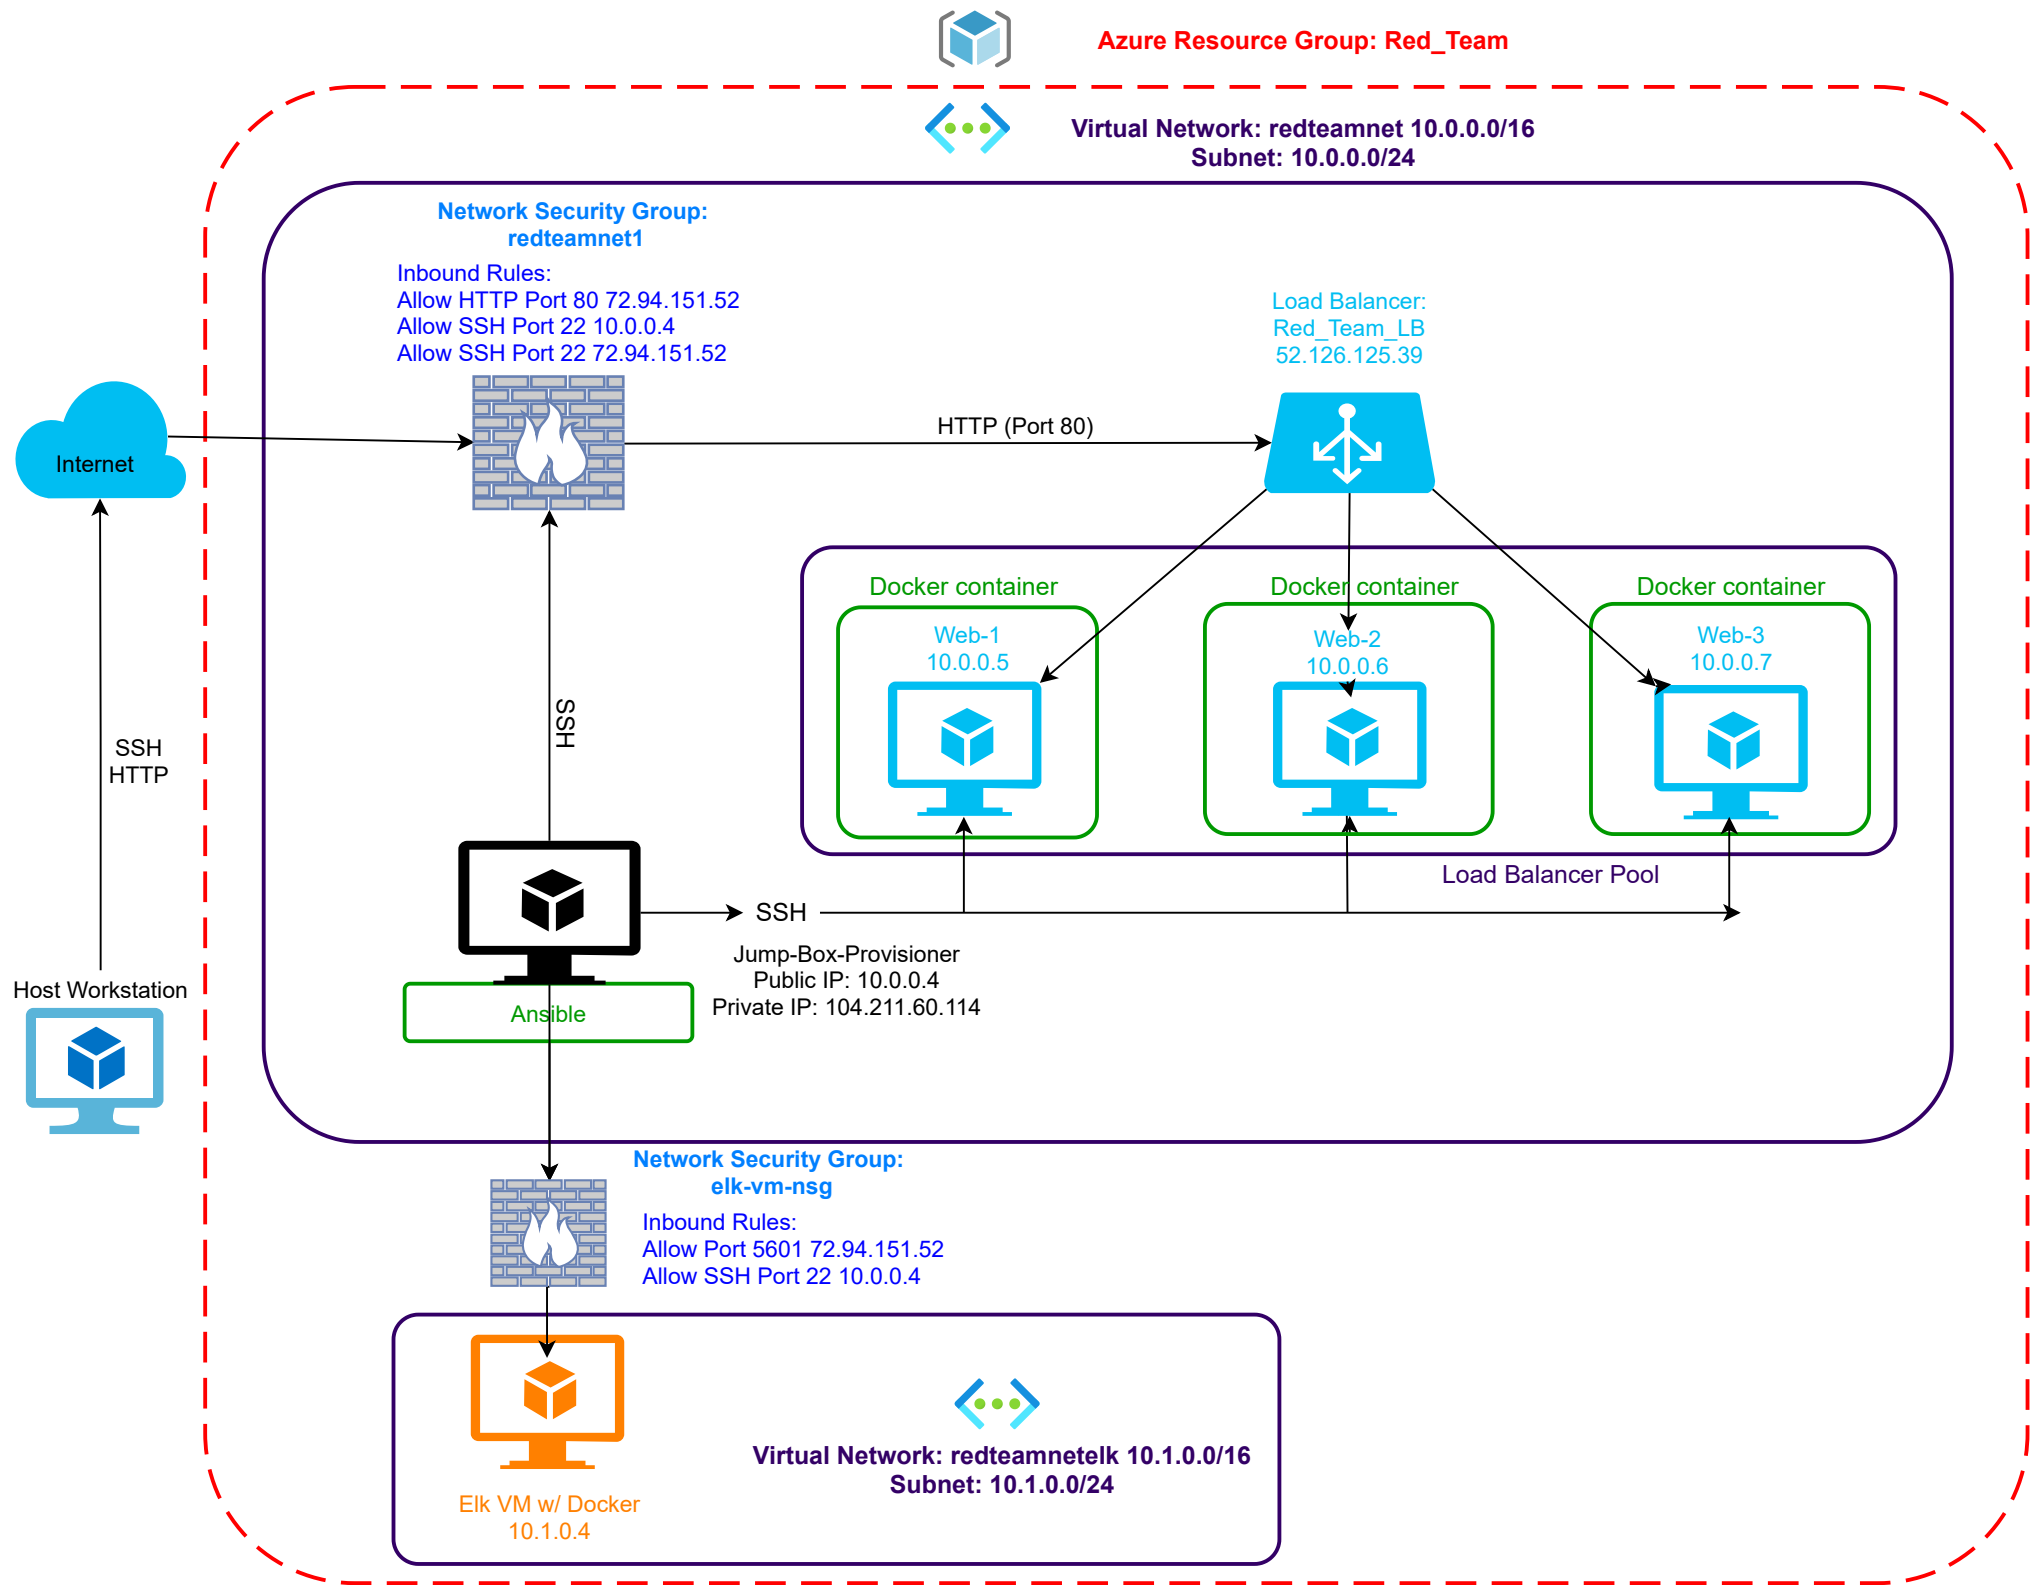 Azure Resource Group: Red_Team
Virtual Network: redteamnet 10.0.0.0/16
Subnet: 10.0.0.0/24
Network Security Group:
redteamnet1
Inbound Rules:
Allow HTTP Port 80 72.94.151.52
Allow SSH Port 22 10.0.0.4
Allow SSH Port 22 72.94.151.52
Load Balancer:
Red_Team_LB
52.126.125.39
Internet
HTTP (Port 80)
Docker container
Docker container
Docker container
Web-1
10.0.0.5
Web-2
10.0.0.6
Web-3
10.0.0.7
SSH
SSH
HTTP
Load Balancer Pool
SSH
Jump-Box-Provisioner
Public IP: 10.0.0.4
Private IP: 104.211.60.114
Host Workstation
Ansible
Network Security Group:
elk-vm-nsg
Inbound Rules:
Allow Port 5601 72.94.151.52
Allow SSH Port 22 10.0.0.4
Virtual Network: redteamnetelk 10.1.0.0/16
Subnet: 10.1.0.0/24
Elk VM w/ Docker
10.1.0.4